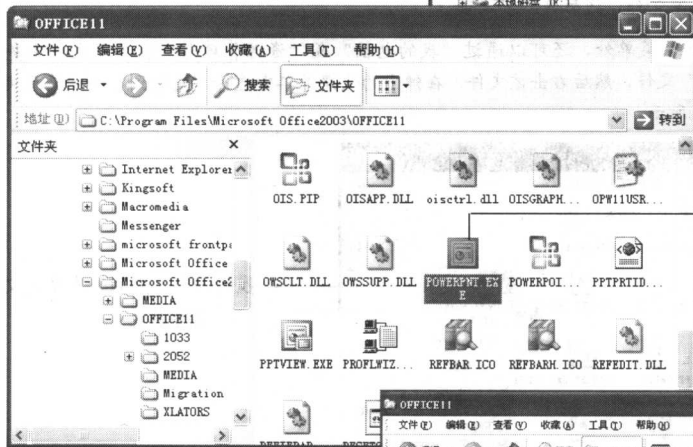 OFFICE11
文件(F) 编辑(E) 查看(V) 收藏(A) 工具(T) 帮助(H)
后退 搜索 文件夹
地址(D) C:\Program Files\Microsoft Office2003\OFFICE11 转到
文件夹
Internet Explorer
Kingsoft
Macromedia
Messenger
microsoft frontpa
Microsoft Office
Microsoft Office2
MEDIA
OFFICE11
1033
2052
MEDIA
Migration
XLATORS
OIS.PIP OISAPP.DLL oisctrl.dll OISGRAPH... OPW11USR...
OWSCLT.DLL OWSSUPP.DLL POWERPNT.EX
E POWERPOI... PPTPRTID...
PPTVIEW.EXE PROFLWIZ... REFBAR.ICO REFBARH.ICO REFEDIT.DLL
OFFICE11
文件(F) 编辑(E) 查看(V) 收藏(A) 工具(T) 帮助(H)